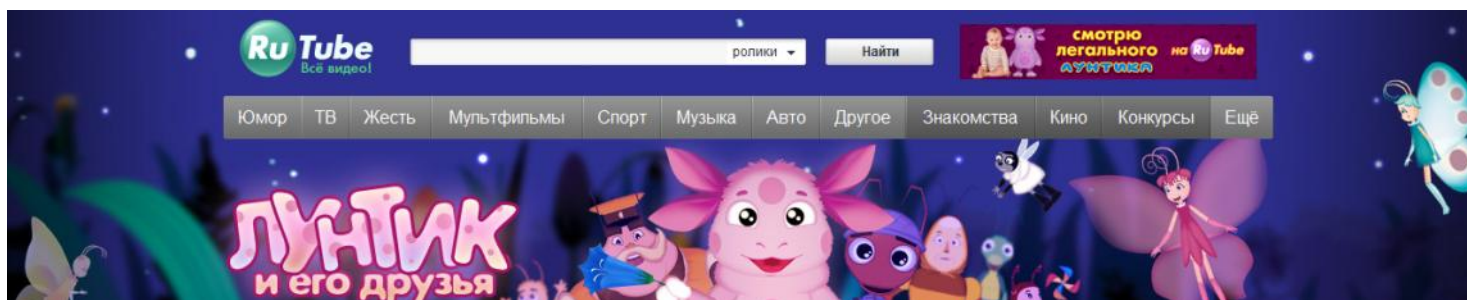 Ru Tube
Всё видео!
ролики
Найти
смотрю
легального
на Ru Tube
лунтика
Юмор ТВ Жесть Мультфильмы Спорт Музыка Авто Другое Знакомства Кино Конкурсы Ещё
ЛУНТИК
и его друзья